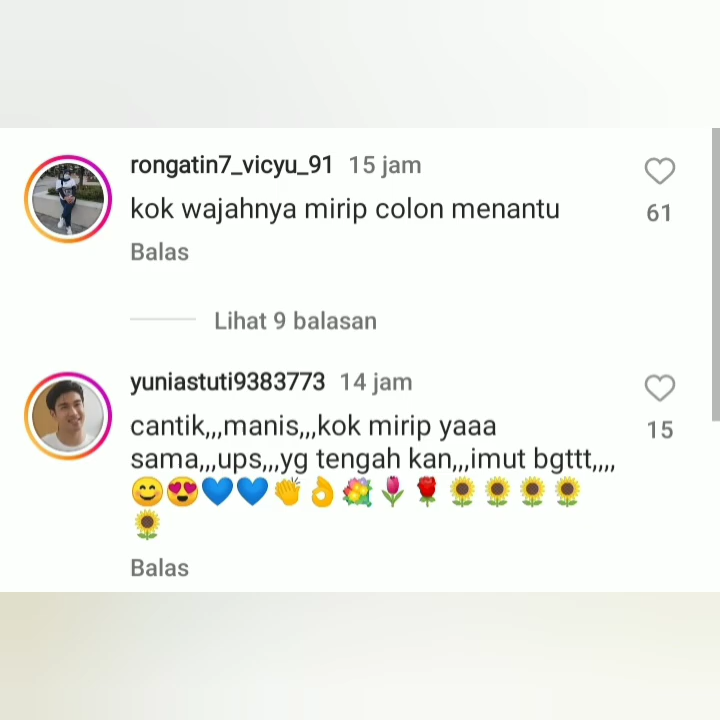 rongatin7_vicyu_91 15 jam
kok wajahnya mirip colon menantu
61
Balas
Lihat 9 balasan
yuniastuti9383773 14 jam
cantik,,,manis,,,kok mirip yaaa
15
sama,,,ups,,,yg tengah kan,,,imut bgttt,,,,
😊😍💙💙👏👌💐🌷🌹🌻🌻🌻🌻
🌻
Balas